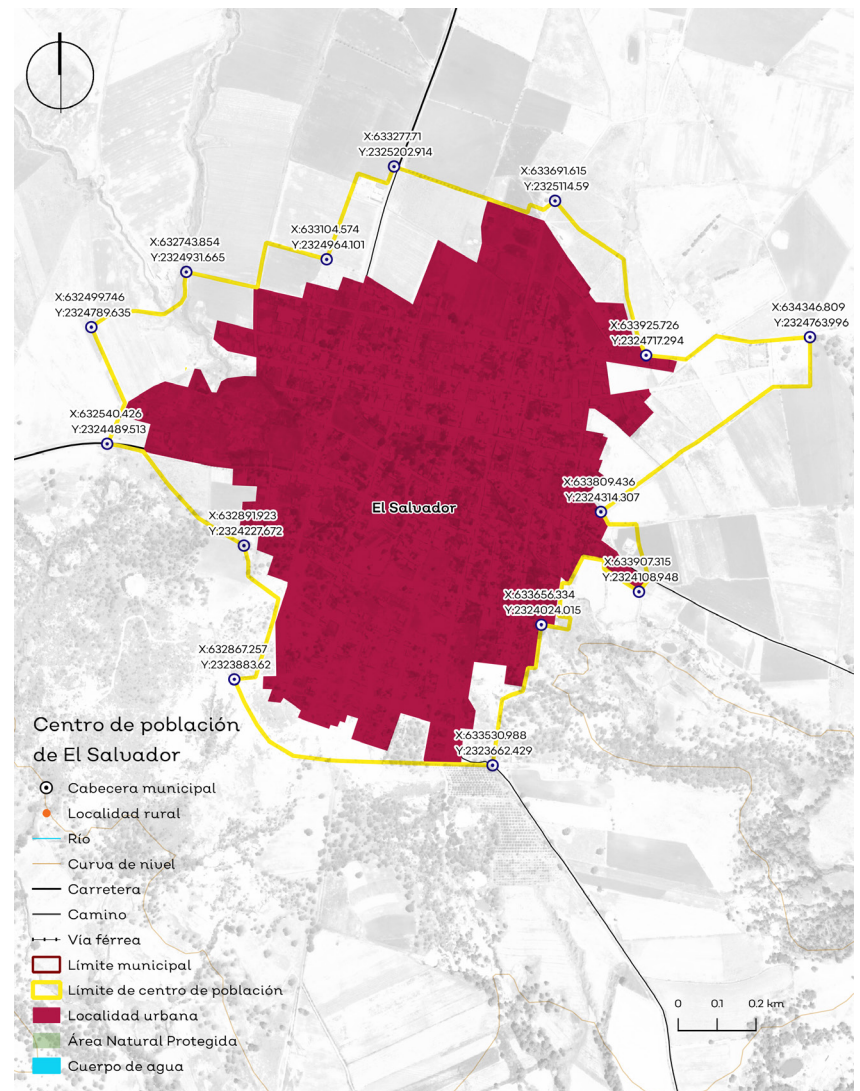 X:633277.71
Y:2325202.914
X:633691.615
Y:2325114.59
X:633104.574
Y:2324964.101
X:632743.854
Y:2324931.665
X:632499.746
Y:2324789.635
X:634346.809
Y:2324763.996
X:633925.726
Y:2324717.294
X:632540.426
Y:2324489.513
X:633809.436
Y:2324314.307
El Salvador
X:632891.923
Y:2324227.672
X:633907.315
Y:2324108.948
X:633656.334
Y:2324024.015
X:632867.257
Y:2323883.62
X:633530.988
Y:2323662.429
Centro de población
de El Salvador
Cabecera municipal
Localidad rural
Río
Curva de nivel
Carretera
Camino
Vía férrea
Límite municipal
Límite de centro de población
Localidad urbana
Área Natural Protegida
Cuerpo de agua
0 0.1 0.2 km